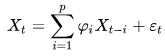 $X_t = \sum_{i=1}^{p} \varphi_i X_{t-i} + \varepsilon_t$